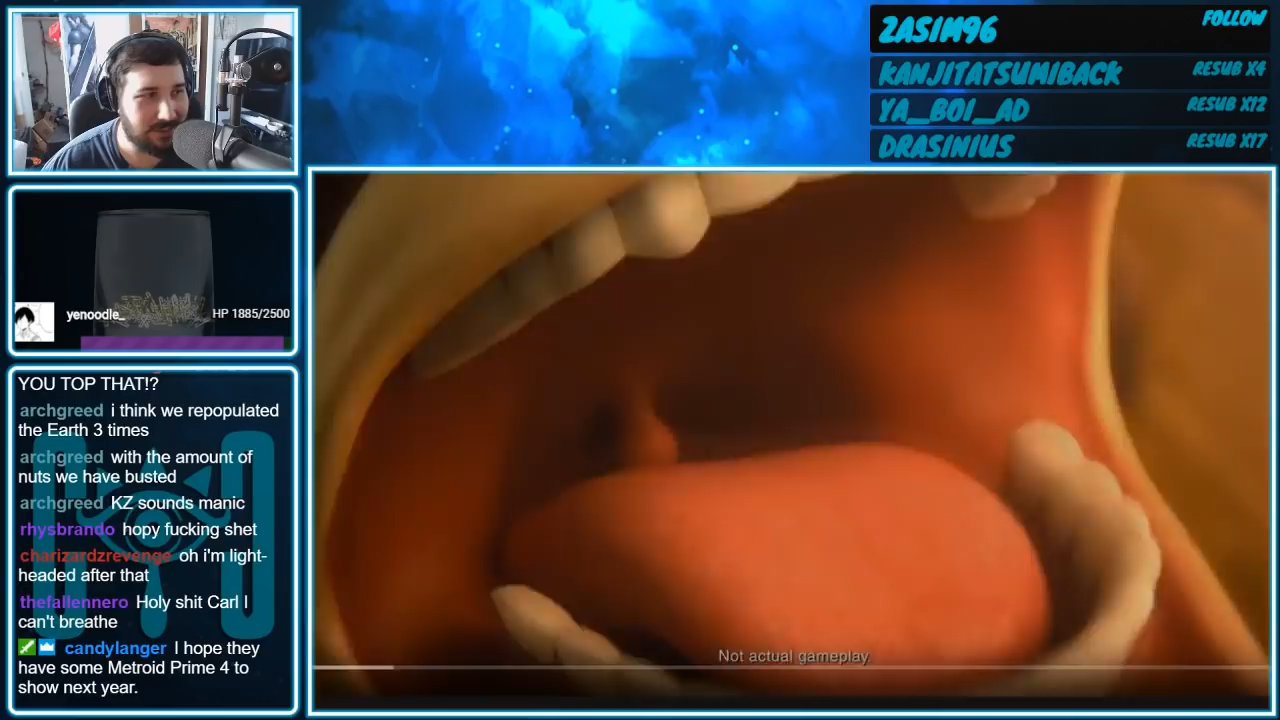 ZASIM96 FOLLOW
KANJITATSUMIBACK RESUB X4
YA_BOI_AD RESUB X12
DRASINIUS RESUB X17
yenoodle_ HP 1885/2500
YOU TOP THAT!?
archgreed i think we repopulated
the Earth 3 times
archgreed with the amount of
nuts we have busted
archgreed KZ sounds manic
rhysbrando hopy fucking shet
charizardzrevenge oh i'm light-
headed after that
thefallennero Holy shit Carl I
can't breathe
candylanger I hope they
have some Metroid Prime 4 to
show next year.
Not actual gameplay.